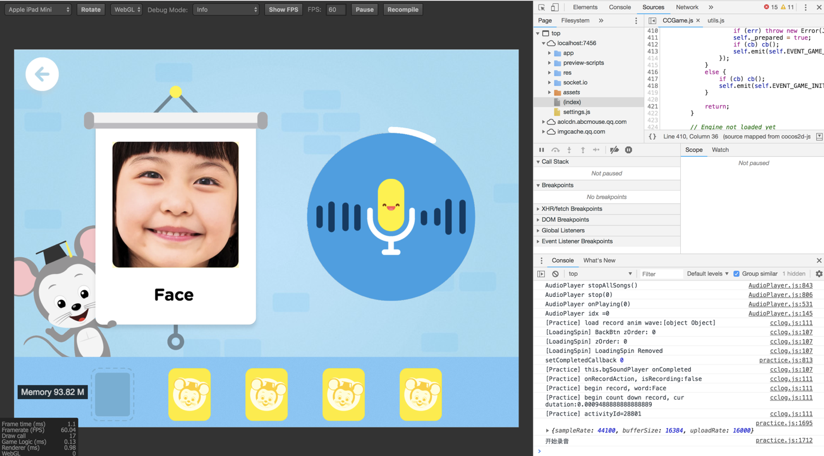 Apple iPad Mini Rotate WebGL Debug Mode: Info Show FPS FPS: 60 Pause Recompile
Face
Memory 93.82 M
Frame time (ms) 1.1
Framerate (FPS) 60.04
Draw call 17
Game Logic (ms) 0.13
Renderer (ms) 0.98
WebGL 0
Elements Console Sources Network » 15 11
Page Filesystem » CCGame.js × utils.js
top
localhost:7456
app
preview-scripts
res
socket.io
assets
(index)
settings.js
aolcdn.abcmouse.qq.com
imgcache.qq.com
410 if (err) throw new Error(
411 self._prepared = true;
412 if (cb) cb();
413 self.emit(self.EVENT_GAME_
414 });
415 }
416 else {
417 if (cb) cb();
418 self.emit(self.EVENT_GAME_IN
419 }
420
421 return;
422 }
423
424 // Engine not loaded yet
{} Line 410, Column 36 (source mapped from cocos2d-js
Scope Watch
Call Stack
Not paused
Not paused
Breakpoints
No breakpoints
XHR/fetch Breakpoints
DOM Breakpoints
Global Listeners
Event Listener Breakpoints
Console What's New ×
top Filter Default levels Group similar 1 hidden
AudioPlayer stopAllSongs() AudioPlayer.js:843
AudioPlayer stop(0) AudioPlayer.js:806
AudioPlayer onPlaying(0) AudioPlayer.js:531
AudioPlayer idx =0 AudioPlayer.js:145
[Practice] load record anim wave:[object Object] cclog.js:111
[LoadingSpin] BackBtn zOrder: 0 cclog.js:107
[LoadingSpin] zOrder: 0 cclog.js:107
[LoadingSpin] LoadingSpin Removed cclog.js:107
setCompletedCallback 0 practice.js:813
[Practice] this.bgSoundPlayer onCompleted cclog.js:107
[Practice] onRecordAction, isRecording:false cclog.js:111
[Practice] begin record, word:Face cclog.js:111
[Practice] begin count down record, cur cclog.js:111
[Practice] activityId=28801 cclog.js:111
practice.js:1695
{sampleRate: 44100, bufferSize: 16384, uploadRate: 16000}
开始录音 practice.js:1712
>